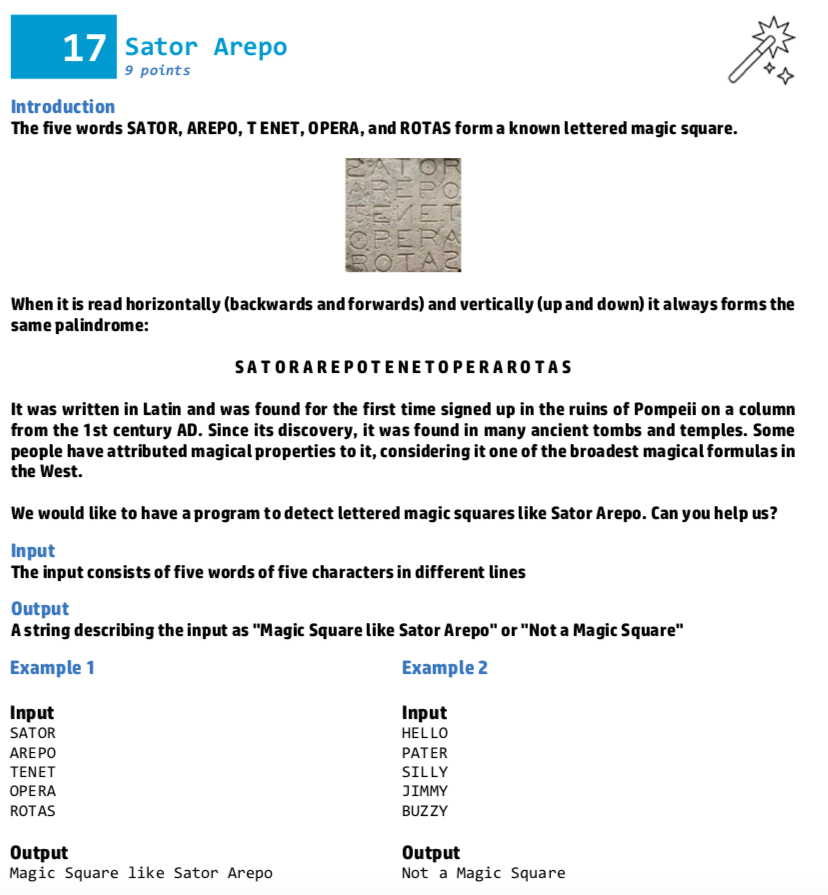 17 Sator Arepo
9 points
Introduction
The five words SATOR, AREPO, T ENET, OPERA, and ROTAS form a known lettered magic square.
SATOR
AREPO
TENET
OPERA
ROTAS
When it is read horizontally (backwards and forwards) and vertically (up and down) it always forms the
same palindrome:
S A T O R A R E P O T E N E T O P E R A R O T A S
It was written in Latin and was found for the first time signed up in the ruins of Pompeii on a column
from the 1st century AD. Since its discovery, it was found in many ancient tombs and temples. Some
people have attributed magical properties to it, considering it one of the broadest magical formulas in
the West.
We would like to have a program to detect lettered magic squares like Sator Arepo. Can you help us?
Input
The input consists of five words of five characters in different lines
Output
A string describing the input as "Magic Square like Sator Arepo" or "Not a Magic Square"
Example 1
Input
SATOR
AREPO
TENET
OPERA
ROTAS
Output
Magic Square like Sator Arepo
Example 2
Input
HELLO
PATER
SILLY
JIMMY
BUZZY
Output
Not a Magic Square